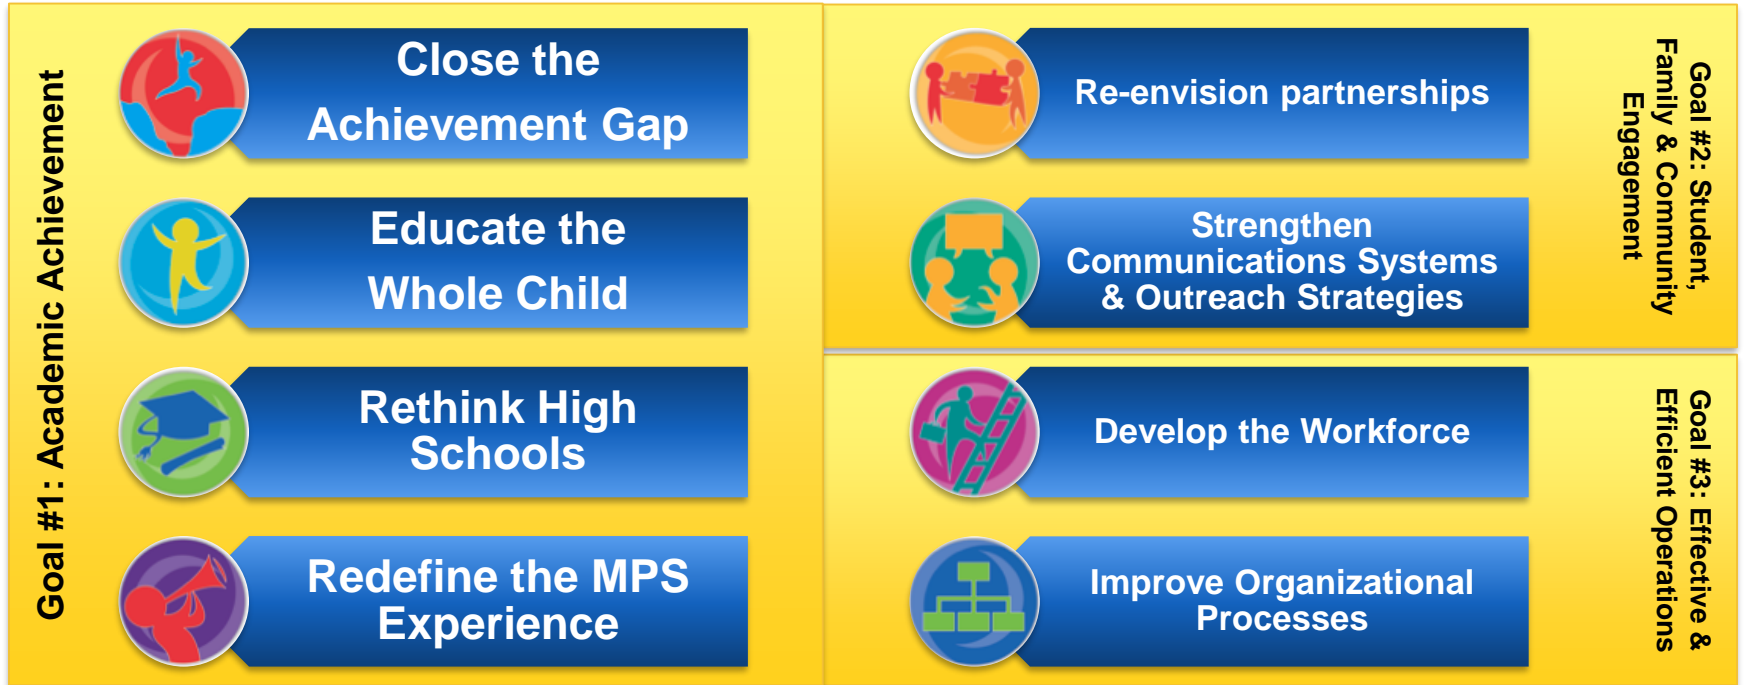 Goal #1: Academic Achievement
Close the
Achievement Gap
Educate the
Whole Child
Rethink High
Schools
Redefine the MPS
Experience
Re-envision partnerships
Strengthen
Communications Systems
& Outreach Strategies
Goal #2: Student,
Family & Community
Engagement
Develop the Workforce
Improve Organizational
Processes
Goal #3: Effective &
Efficient Operations